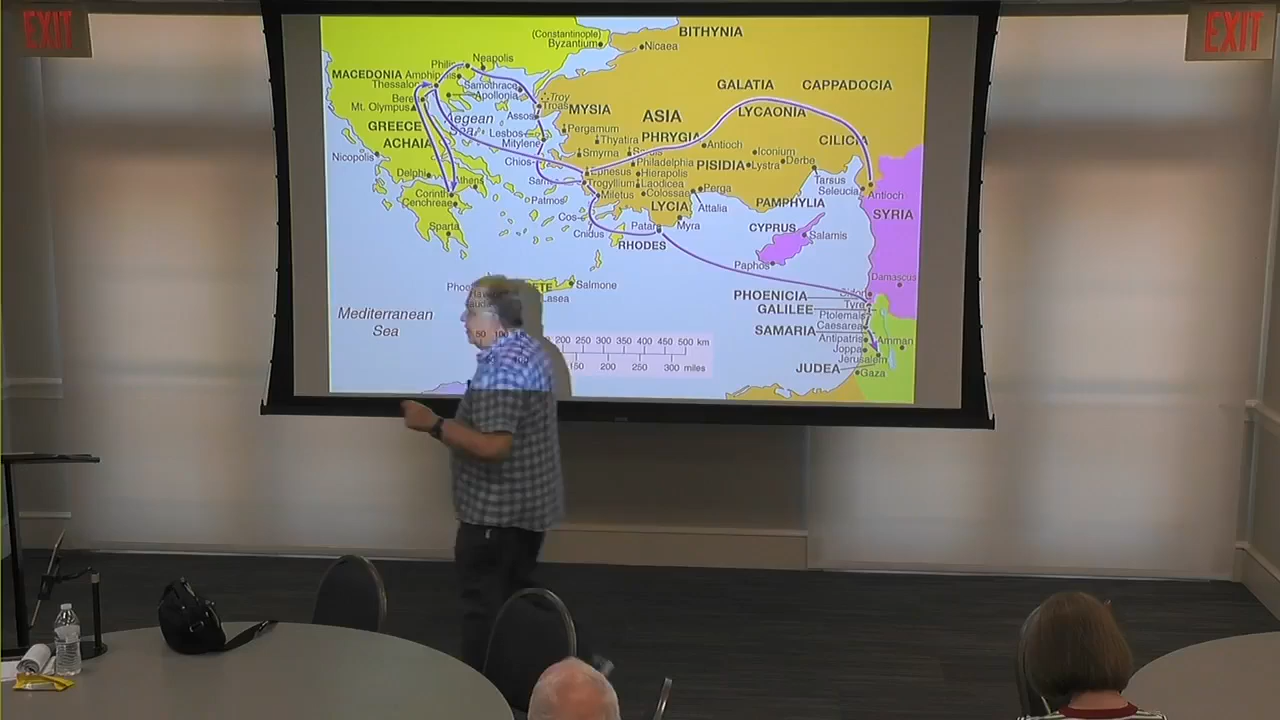 EXIT
EXIT
(Constantinople)
Byzantium
Nicaea
BITHYNIA
Neapolis
MACEDONIA
Samothrace
Apollonia
Troy
Troas
Mt. Olympus
GALATIA
CAPPADOCIA
MYSIA
ASIA
LYCAONIA
Aegean
Sea
Assos
GREECE
ACHAIA
Lesbos
Mitylene
Pergamum
Thyatira
PHRYGIA
Antioch
Iconium
CILICIA
Nicopolis
Chios
Smyrna
Philadelphia
PISIDIA
Lystra
Derbe
Delphi
Athens
Ephesus
Hierapolis
Trogyllium
Laodicea
Tarsus
Seleucia
Antioch
Corinth
Cenchreae
Patmos
Miletus
Colossae
Perga
Attalia
LYCIA
PAMPHYLIA
SYRIA
Sparta
Cos
Cnidus
Patara
Myra
RHODES
CYPRUS
Salamis
Paphos
Damascus
Salmone
Lasea
PHOENICIA
Sidon
Tyre
GALILEE
Ptolemais
Caesarea
SAMARIA
Antipatris
Amman
Joppa
Jerusalem
JUDEA
Gaza
Mediterranean
Sea
50 100
200 250 300 350 400 450 500 km
150 200 250 300 miles